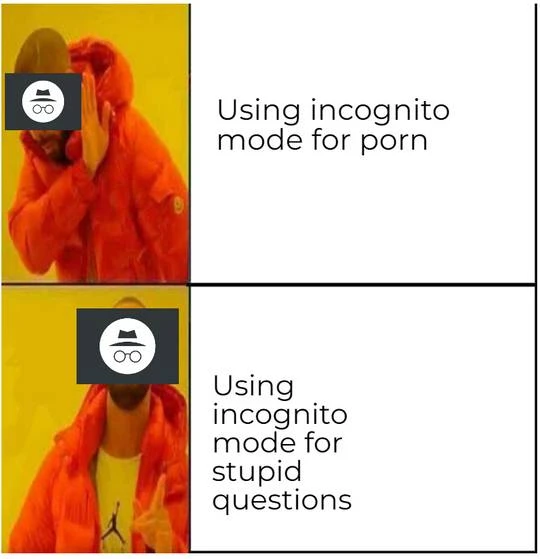 Using incognito
mode for porn
Using
incognito
mode for
stupid
questions